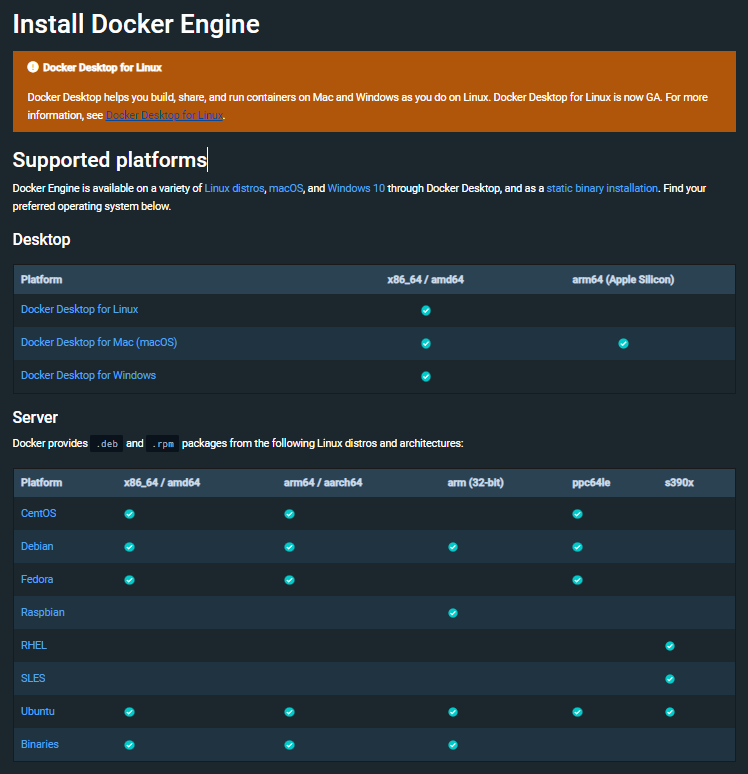 Install Docker Engine
Docker Desktop for Linux
Docker Desktop helps you build, share, and run containers on Mac and Windows as you do on Linux. Docker Desktop for Linux is now GA. For more
information, see Docker Desktop for Linux.
Supported platforms
Docker Engine is available on a variety of Linux distros, macOS, and Windows 10 through Docker Desktop, and as a static binary installation. Find your
preferred operating system below.
Desktop
Platform x86_64 / amd64 arm64 (Apple Silicon)
Docker Desktop for Linux
Docker Desktop for Mac (macOS)
Docker Desktop for Windows
Server
Docker provides .deb and .rpm packages from the following Linux distros and architectures:
Platform x86_64 / amd64 arm64 / aarch64 arm (32-bit) ppc64le s390x
CentOS
Debian
Fedora
Raspbian
RHEL
SLES
Ubuntu
Binaries